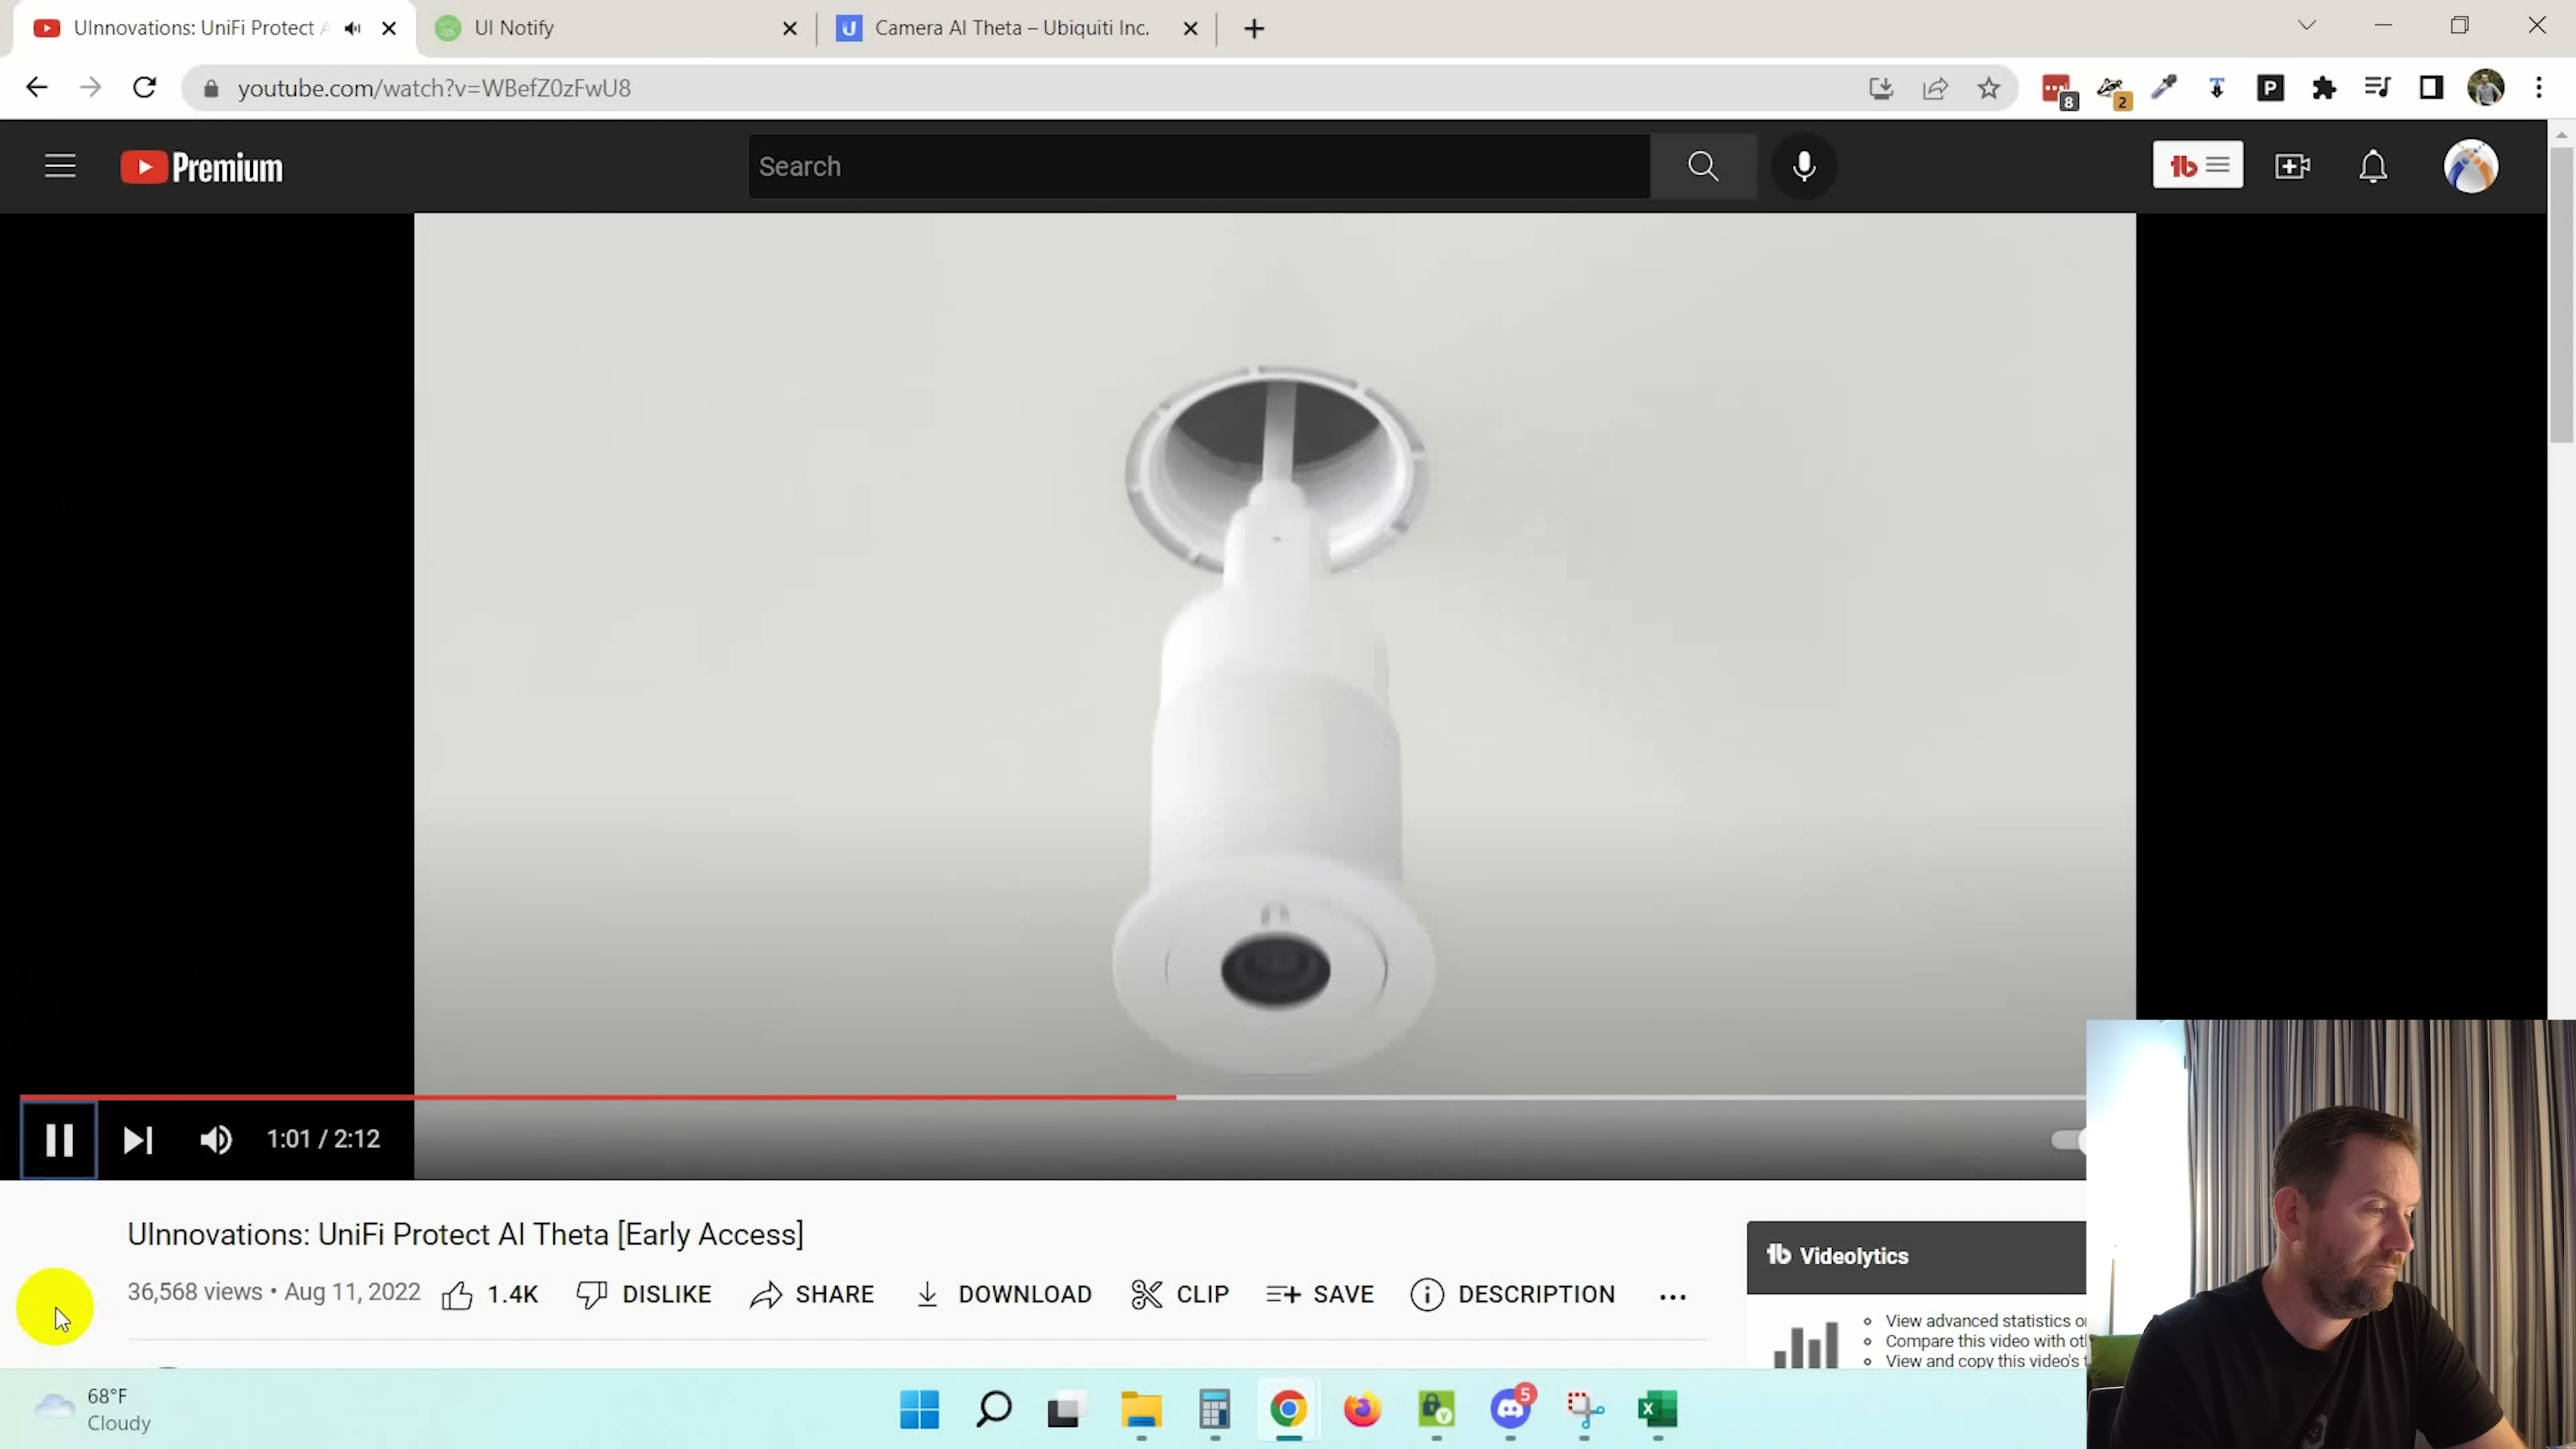 UInnovations: UniFi Protect A
UI Notify
U Camera AI Theta – Ubiquiti Inc.
youtube.com/watch?v=WBefZ0zFwU8
8
2
P
Premium
Search
tb
1:01 / 2:12
UInnovations: UniFi Protect AI Theta [Early Access]
36,568 views • Aug 11, 2022
1.4K
DISLIKE
SHARE
DOWNLOAD
CLIP
SAVE
DESCRIPTION
...
tb Videolytics
View advanced statistics o
Compare this video with ot
View and copy this video's
68°F
Cloudy
5
X